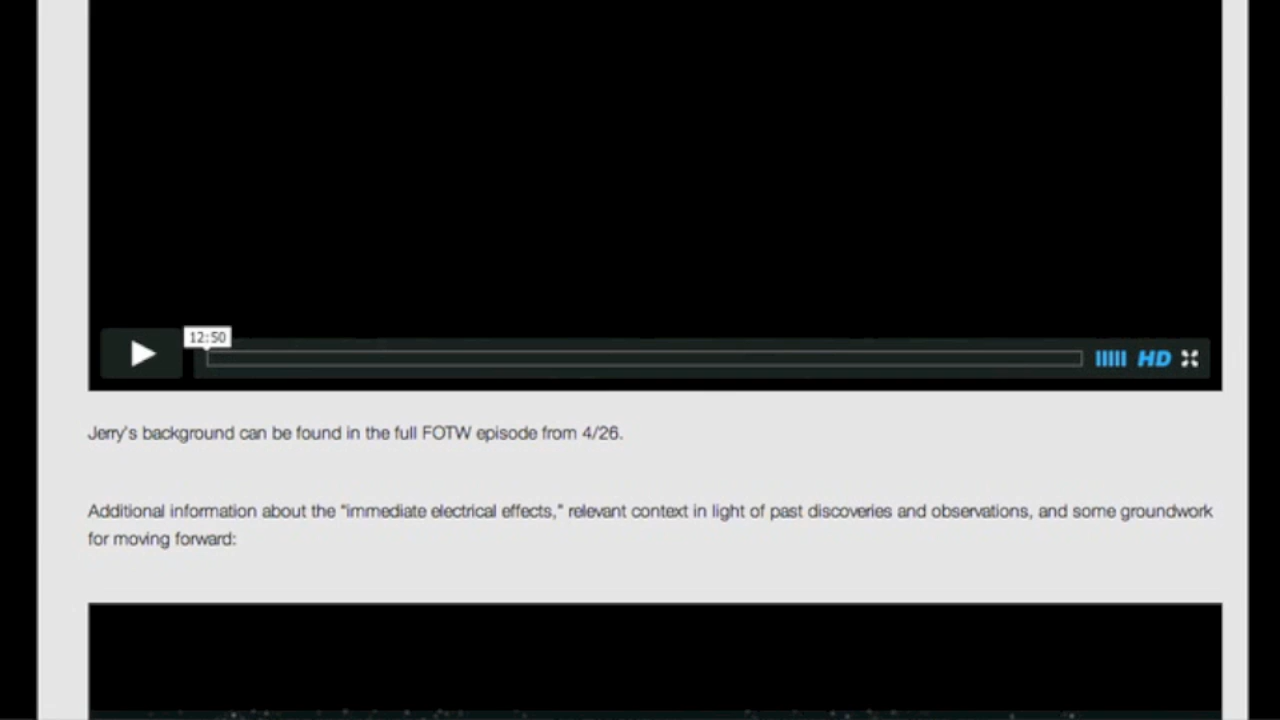 12:50
HD
Jerry's background can be found in the full FOTW episode from 4/26.
Additional information about the "immediate electrical effects," relevant context in light of past discoveries and observations, and some groundwork
for moving forward: